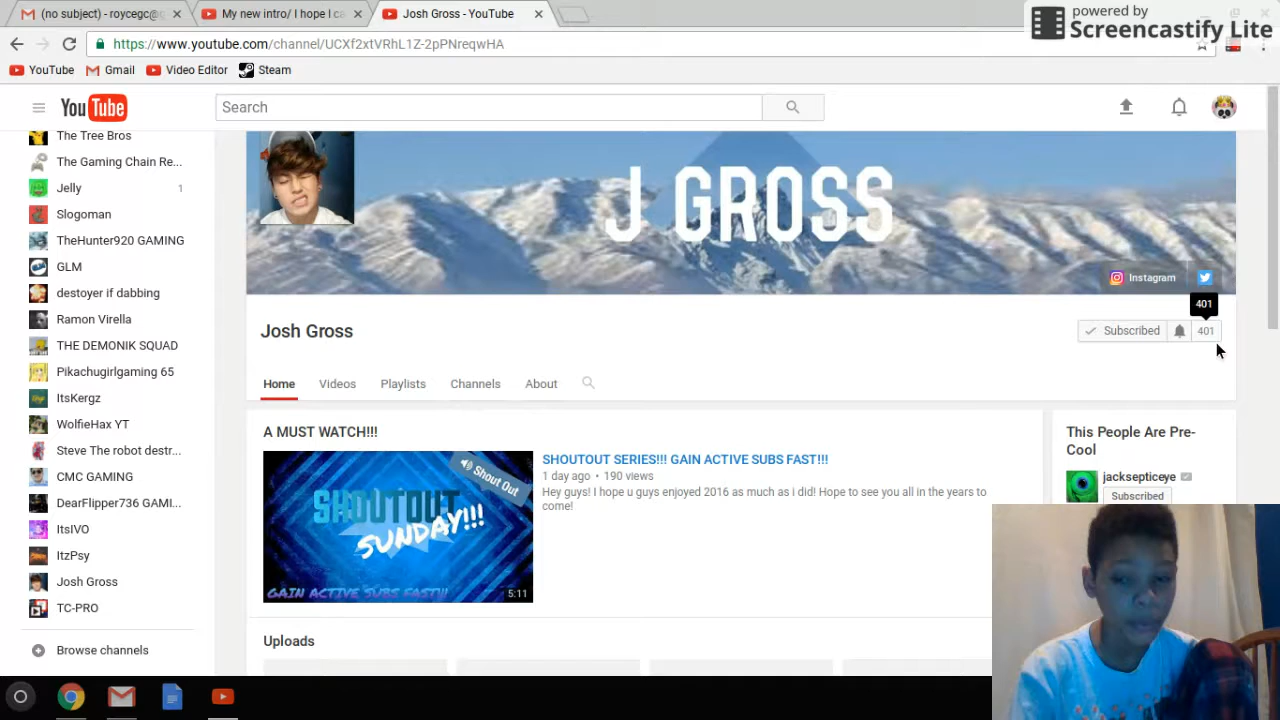 (no subject) - roycegc@
My new intro/ I hope I ce
Josh Gross - YouTube
powered by
Screencastify Lite
https://www.youtube.com/channel/UCXf2xtVRhL1Z-2pPNreqwHA
YouTube
Gmail
Video Editor
Steam
YouTube
Search
The Tree Bros
The Gaming Chain Re...
Jelly 1
Slogoman
TheHunter920 GAMING
GLM
destoyer if dabbing
Ramon Virella
THE DEMONIK SQUAD
Pikachugirlgaming 65
ItsKergz
WolfieHax YT
Steve The robot destr...
CMC GAMING
DearFlipper736 GAMI...
ItsIVO
ItzPsy
Josh Gross
TC-PRO
Browse channels
J GROSS
Instagram
401
Josh Gross
Subscribed
401
Home
Videos
Playlists
Channels
About
A MUST WATCH!!!
Shout Out
SHOUTOUT
SUNDAY!!!
GAIN ACTIVE SUBS FAST!!!
5:11
SHOUTOUT SERIES!!! GAIN ACTIVE SUBS FAST!!!
1 day ago • 190 views
Hey guys! I hope u guys enjoyed 2016 as much as i did! Hope to see you all in the years to
come!
Uploads
This People Are Pre-
Cool
jacksepticeye
Subscribed